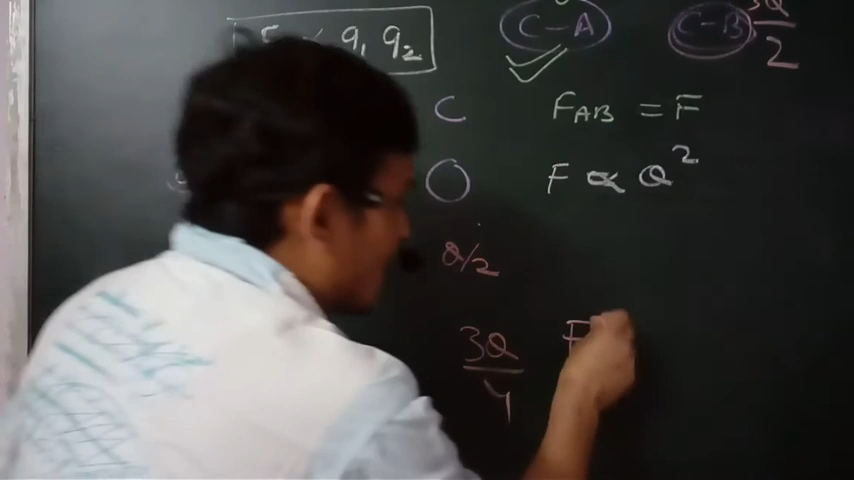 q₁ q₂ C-A C-B 3Q/2
C F_AB = F
O F ∝ Q²
Q/2
3Q/4 F